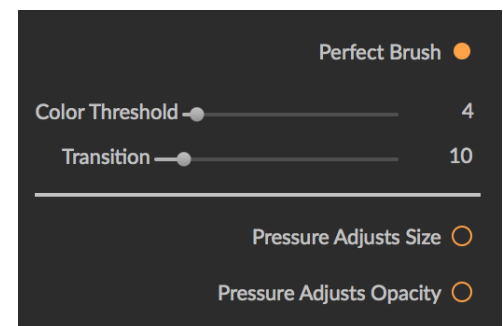 Perfect Brush
Color Threshold 4
Transition 10
Pressure Adjusts Size
Pressure Adjusts Opacity